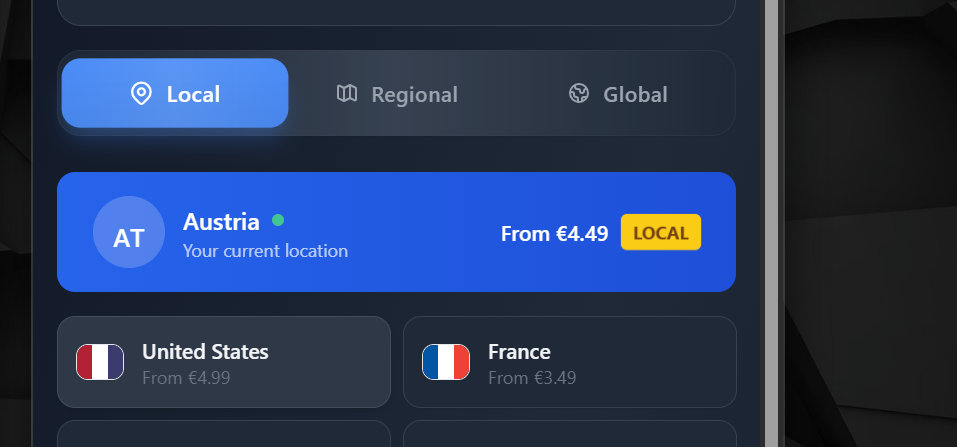 Local
Regional
Global
AT
Austria
Your current location
From €4.49
LOCAL
United States
From €4.99
France
From €3.49